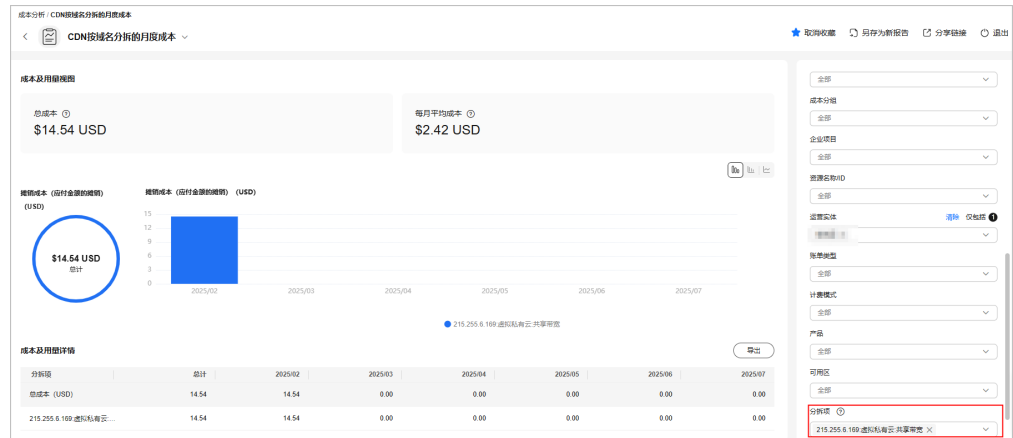 成本分析 / CDN按域名分拆的月度成本
CDN按域名分拆的月度成本
取消收藏 另存为新报告 分享链接 退出
成本及用量视图
总成本
$14.54 USD
每月平均成本
$2.42 USD
摊销成本（应付金额的摊销）
（USD）
$14.54 USD
总计
摊销成本（应付金额的摊销）（USD）
15
12
9
6
3
0
2025/02 2025/03 2025/04 2025/05 2025/06 2025/07
215.255.6.169:虚拟私有云:共享带宽
成本及用量详情
导出
分拆项 总计 2025/02 2025/03 2025/04 2025/05 2025/06 2025/07
总成本（USD） 14.54 14.54 0.00 0.00 0.00 0.00 0.00
215.255.6.169:虚拟私有云:... 14.54 14.54 0.00 0.00 0.00 0.00 0.00
全部
成本分组
全部
企业项目
全部
资源名称/ID
全部
运营实体 清除 仅包括 1
账单类型
全部
计费模式
全部
产品
全部
可用区
全部
分拆项
215.255.6.169:虚拟私有云:共享带宽